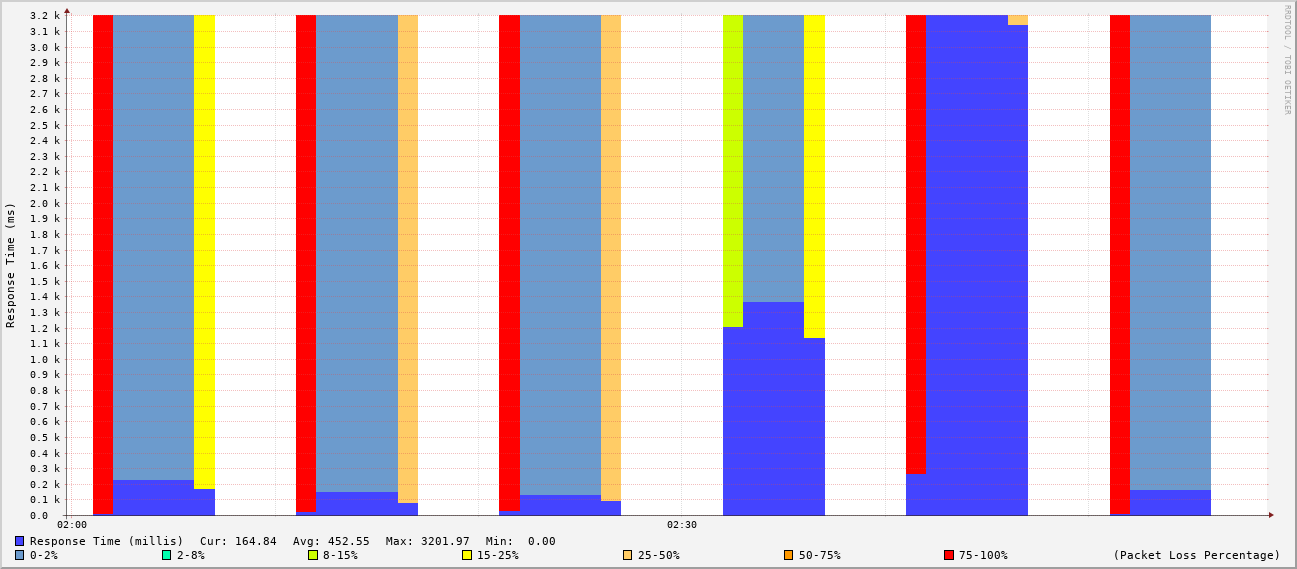 RRDTOOL / TOBI OETIKER
Response Time (ms)
3.2 k
3.1 k
3.0 k
2.9 k
2.8 k
2.7 k
2.6 k
2.5 k
2.4 k
2.3 k
2.2 k
2.1 k
2.0 k
1.9 k
1.8 k
1.7 k
1.6 k
1.5 k
1.4 k
1.3 k
1.2 k
1.1 k
1.0 k
0.9 k
0.8 k
0.7 k
0.6 k
0.5 k
0.4 k
0.3 k
0.2 k
0.1 k
0.0
02:00 02:30
Response Time (millis) Cur: 164.84 Avg: 452.55 Max: 3201.97 Min: 0.00
0-2% 2-8% 8-15% 15-25% 25-50% 50-75% 75-100% (Packet Loss Percentage)